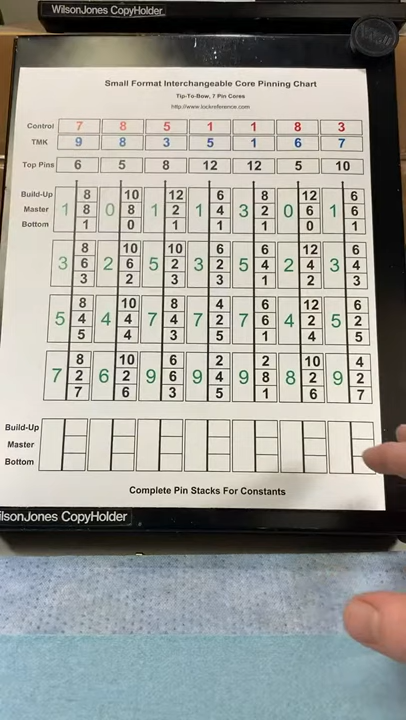 WilsonJones CopyHolder
Small Format Interchangeable Core Pinning Chart
Tip-To-Bow, 7 Pin Cores
http://www.lockreference.com
Control 7 8 5 1 1 8 3
TMK 9 8 3 5 1 6 7
Top Pins 6 5 8 12 12 5 10
Build-Up 8 10 12 6 8 12 6
Master 1 8 0 8 1 2 1 4 3 2 0 6 1 6
Bottom 1 0 1 1 1 0 1
8 10 10 6 6 12 6
3 6 2 6 5 2 3 2 5 4 2 4 3 4
3 2 3 3 1 2 3
8 10 8 4 6 12 6
5 4 4 4 7 4 7 2 7 6 4 2 5 2
5 4 3 5 1 4 5
8 10 6 2 2 10 4
7 2 6 2 9 6 9 4 9 8 8 2 9 2
7 6 3 5 1 6 7
Build-Up
Master
Bottom
Complete Pin Stacks For Constants
ilsonJones CopyHolder